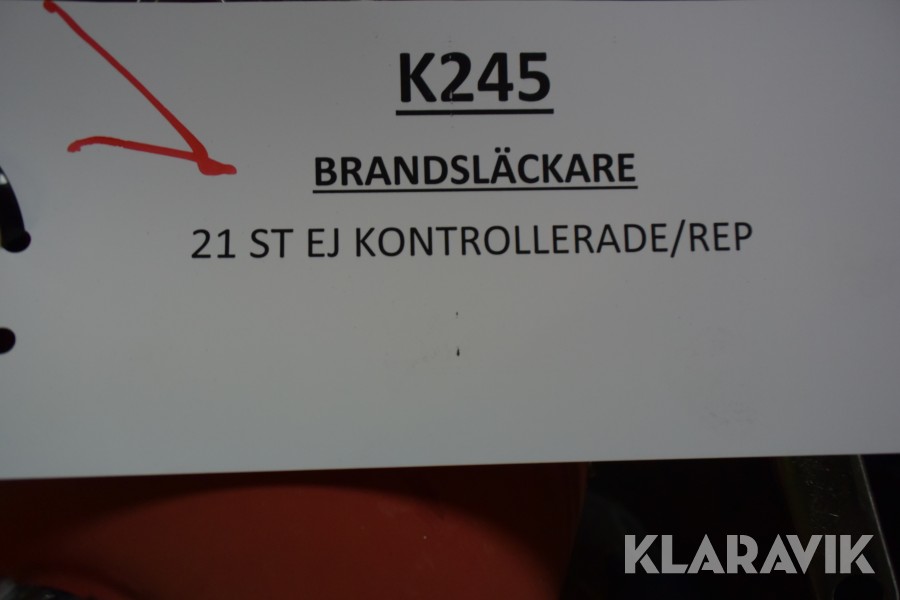 K245
BRANDSLÄCKARE
21 ST EJ KONTROLLERADE/REP
KLARAVIK